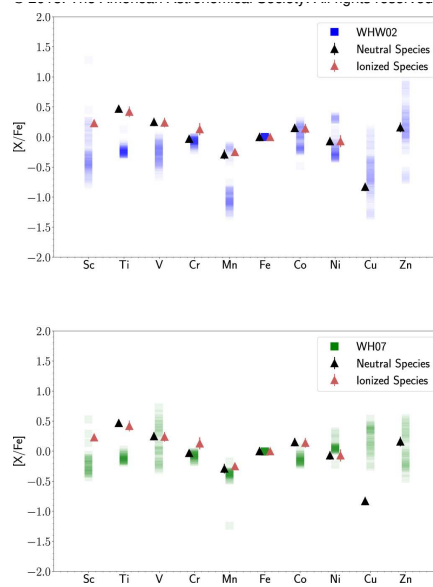 The American Astronomical Society. All rights reserved
2.0
WHW02
1.5
Neutral Species
1.0
Ionized Species
0.5
[X/Fe]
0.0
−0.5
−1.0
−1.5
−2.0
Sc Ti V Cr Mn Fe Co Ni Cu Zn
2.0
WH07
1.5
Neutral Species
1.0
Ionized Species
0.5
[X/Fe]
0.0
−0.5
−1.0
−1.5
−2.0
Sc Ti V Cr Mn Fe Co Ni Cu Zn